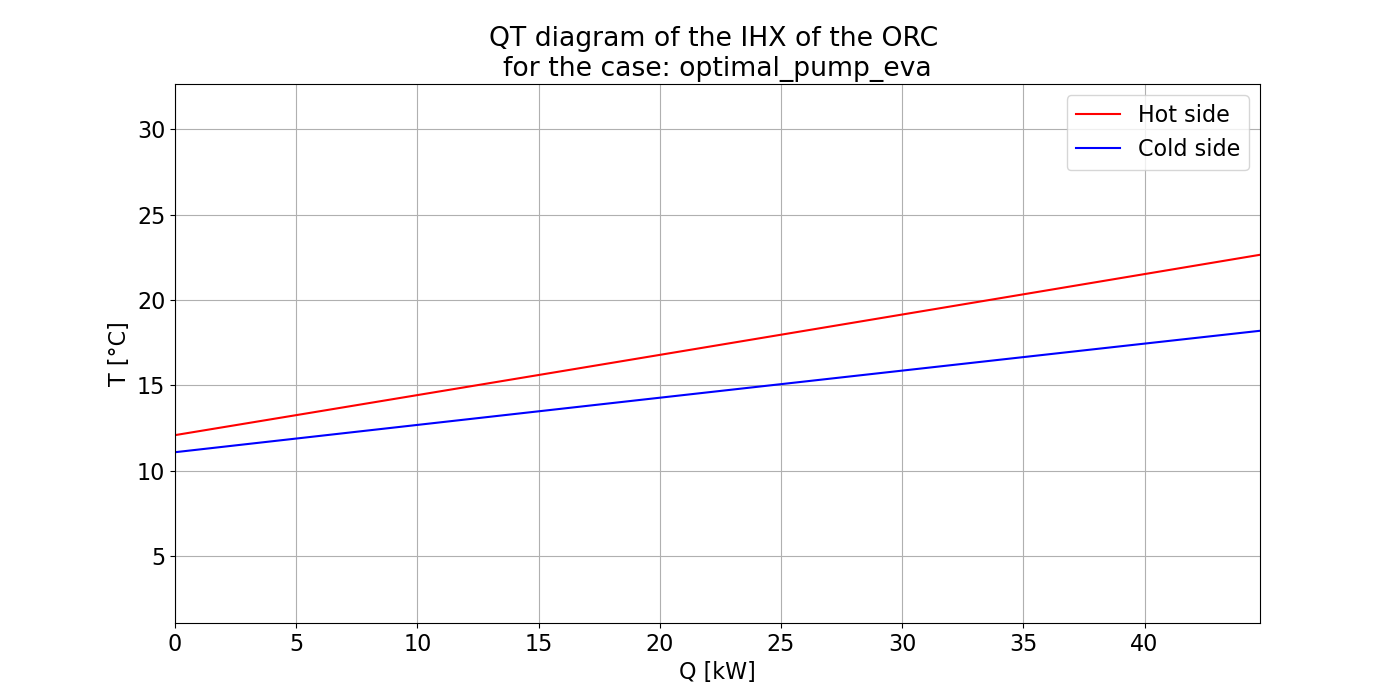 QT diagram of the IHX of the ORC
for the case: optimal_pump_eva
Hot side
Cold side
30
25
20
15
10
5
T [°C]
0 5 10 15 20 25 30 35 40
Q [kW]